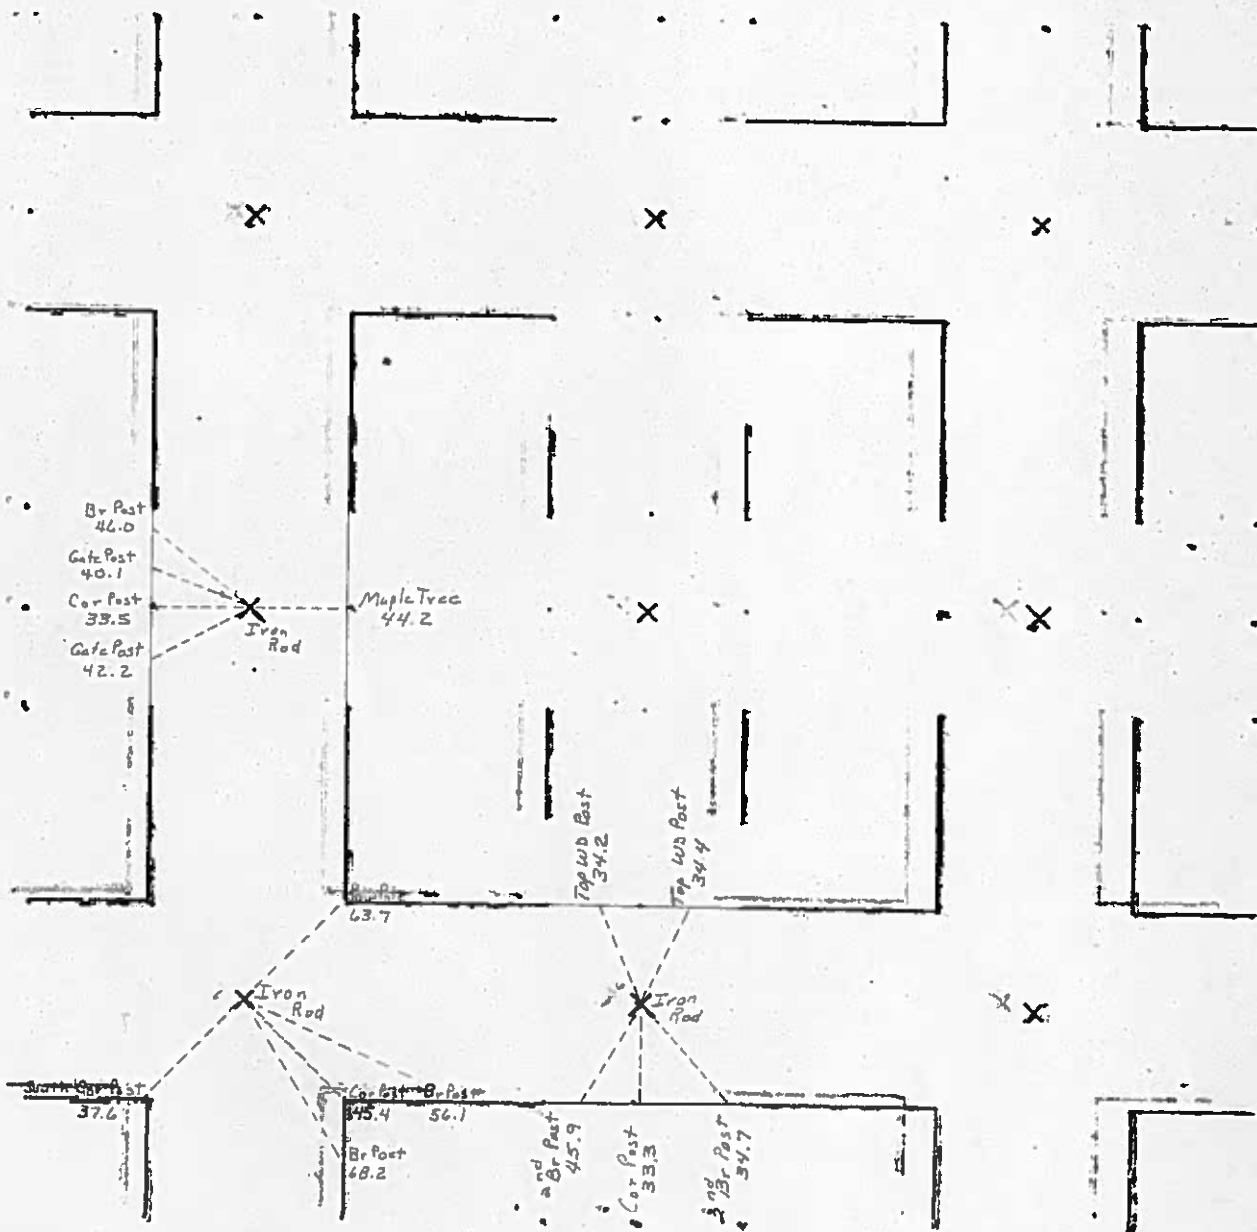 Br Post
46.0
Gate Post
40.1
Cor Post
33.5
Gate Post
42.2
Iron
Rod
Maple Tree
44.2
Top WD Post
34.2
Top WD Post
34.4
63.7
Iron
Rod
Iron
Rod
Cor Post
37.6
Cor Post
45.4
Br Post
56.1
Br Post
68.2
2nd
Br Post
45.9
Cor Post
33.3
2nd
Br Post
34.7